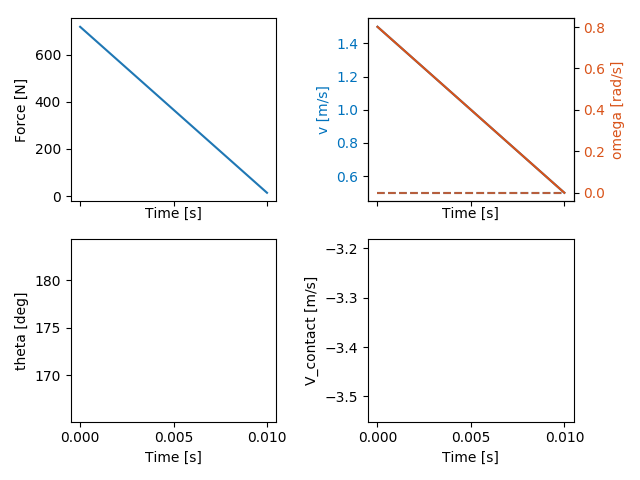 Force [N]
600
400
200
0
Time [s]
v [m/s]
1.4
1.2
1.0
0.8
0.6
Time [s]
0.8
0.6
0.4
0.2
0.0
omega [rad/s]
theta [deg]
180
175
170
0.000 0.005 0.010
Time [s]
V_contact [m/s]
−3.2
−3.3
−3.4
−3.5
0.000 0.005 0.010
Time [s]